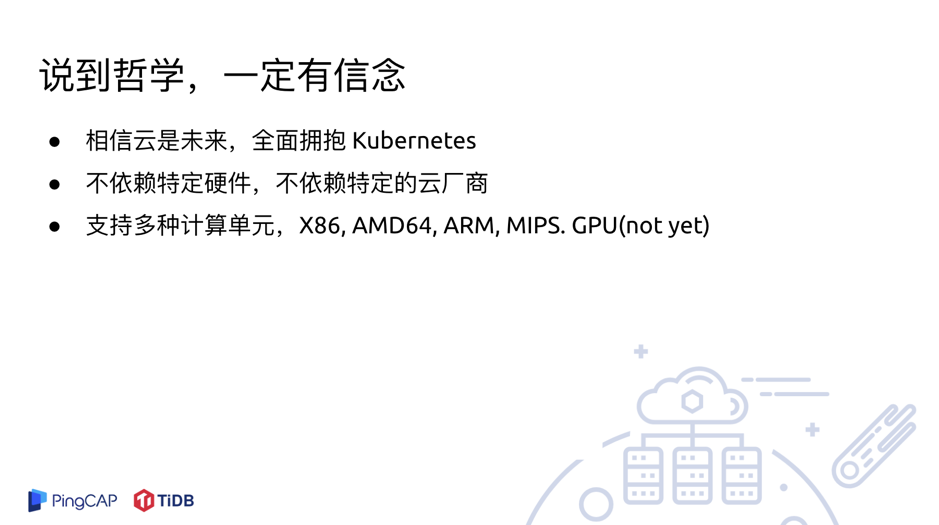 说到哲学，一定有信念
● 相信云是未来，全面拥抱 Kubernetes
● 不依赖特定硬件，不依赖特定的云厂商
● 支持多种计算单元，X86, AMD64, ARM, MIPS. GPU(not yet)
PingCAP TiDB